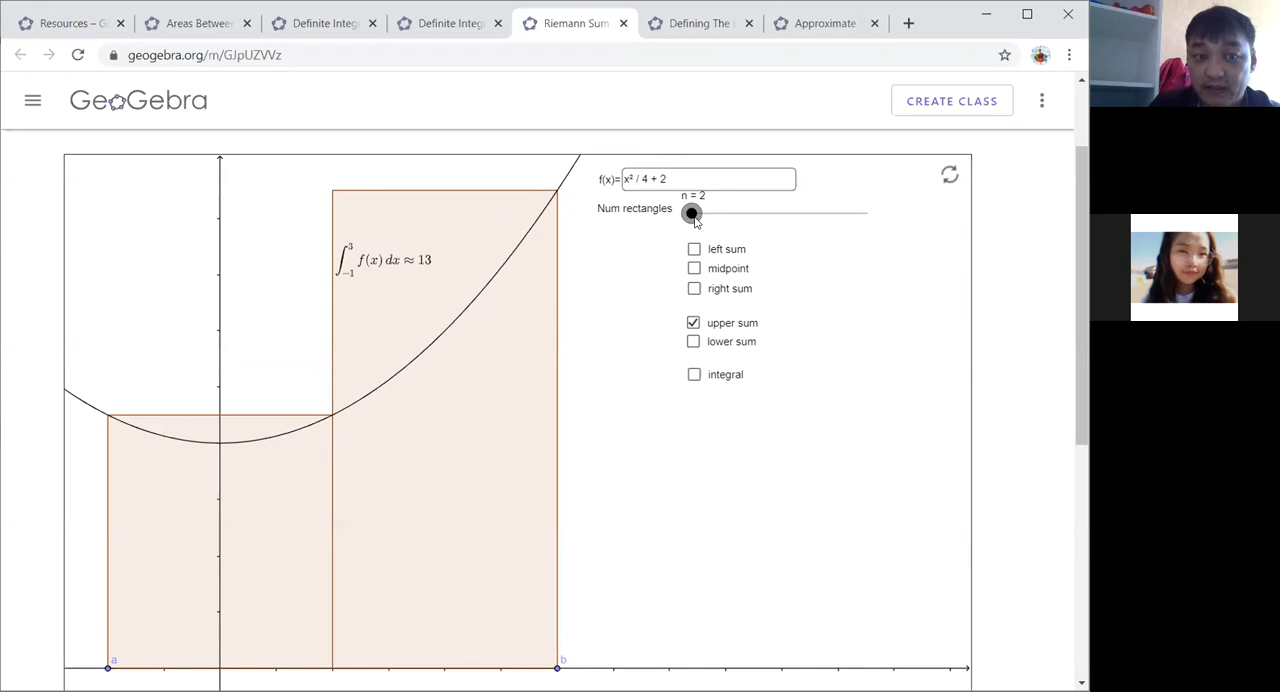 Resources – G
Areas Between
Definite Integ
Definite Integ
Riemann Sum
Defining The
Approximate
geogebra.org/m/GJpUZVVz
GeoGebra
CREATE CLASS
f(x)= x² / 4 + 2
n = 2
Num rectangles
left sum
midpoint
right sum
upper sum
lower sum
integral
∫₋₁³ f(x) dx ≈ 13
a
b